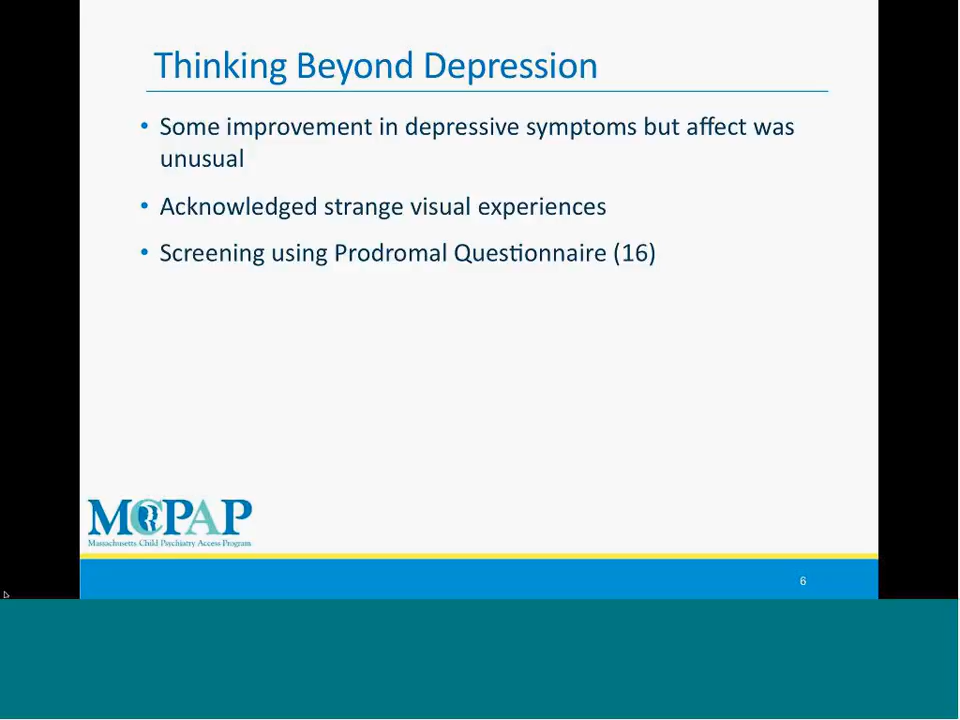 Thinking Beyond Depression
• Some improvement in depressive symptoms but affect was
unusual
• Acknowledged strange visual experiences
• Screening using Prodromal Questionnaire (16)
MCPAP
Massachusetts Child Psychiatry Access Program
6